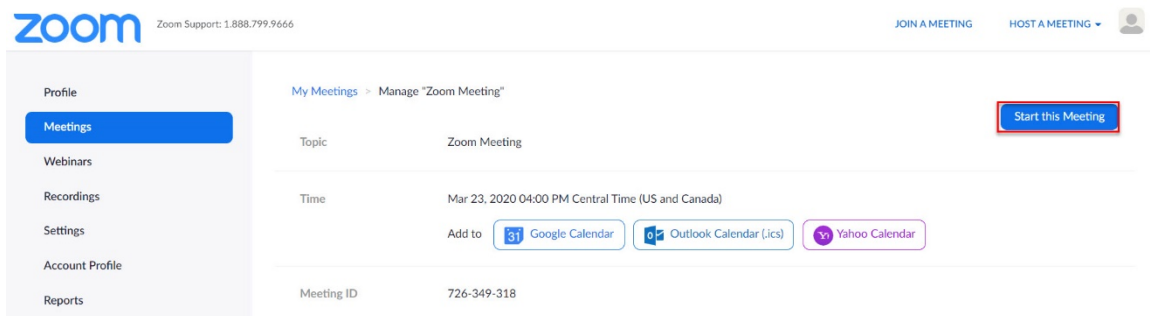 zoom Zoom Support: 1.888.799.9666 JOIN A MEETING HOST A MEETING
Profile
Meetings
Webinars
Recordings
Settings
Account Profile
Reports
My Meetings > Manage "Zoom Meeting"
Start this Meeting
Topic Zoom Meeting
Time Mar 23, 2020 04:00 PM Central Time (US and Canada)
Add to 31 Google Calendar Outlook Calendar (.ics) Yahoo Calendar
Meeting ID 726-349-318